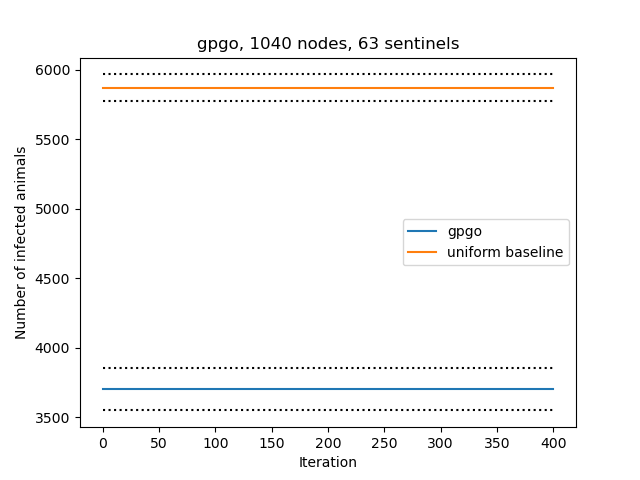 gpgo, 1040 nodes, 63 sentinels
Number of infected animals
6000
5500
5000
4500
4000
3500
gpgo
uniform baseline
0 50 100 150 200 250 300 350 400
Iteration